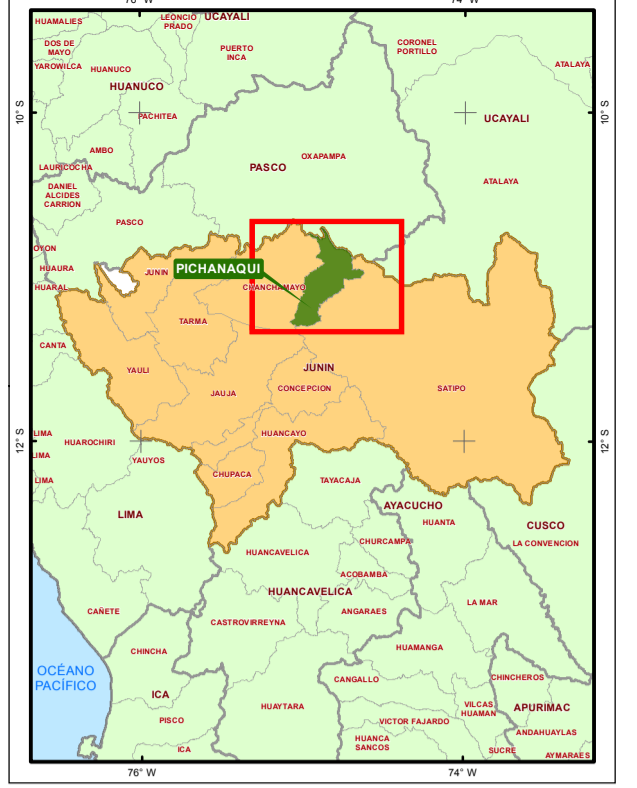 76° W
74° W
HUAMALIES
LEONCIO
PRADO
UCAYALI
DOS DE
MAYO
PUERTO
INCA
CORONEL
PORTILLO
YAROWILCA
HUANUCO
ATALAYA
HUANUCO
10° S
PACHITEA
UCAYALI
10° S
AMBO
OXAPAMPA
LAURICOCHA
PASCO
ATALAYA
DANIEL
ALCIDES
CARRION
PASCO
OYON
HUAURA
JUNIN
PICHANAQUI
HUARAL
CHANCHAMAYO
TARMA
CANTA
YAULI
JUNIN
JAUJA
CONCEPCION
SATIPO
LIMA
HUAROCHIRI
HUANCAYO
12° S
12° S
LIMA
YAUYOS
LIMA
CHUPACA
TAYACAJA
LIMA
AYACUCHO
HUANTA
CUSCO
CHURCAMPA
LA CONVENCION
HUANCAVELICA
ACOBAMBA
HUANCAVELICA
LA MAR
CAÑETE
ANGARAES
CASTROVIRREYNA
CHINCHA
HUAMANGA
OCÉANO
PACÍFICO
CANGALLO
CHINCHEROS
ICA
HUAYTARA
VILCAS
HUAMAN
APURIMAC
PISCO
VICTOR FAJARDO
ANDAHUAYLAS
ICA
HUANCA
SANCOS
SUCRE
AYMARAES
76° W
74° W